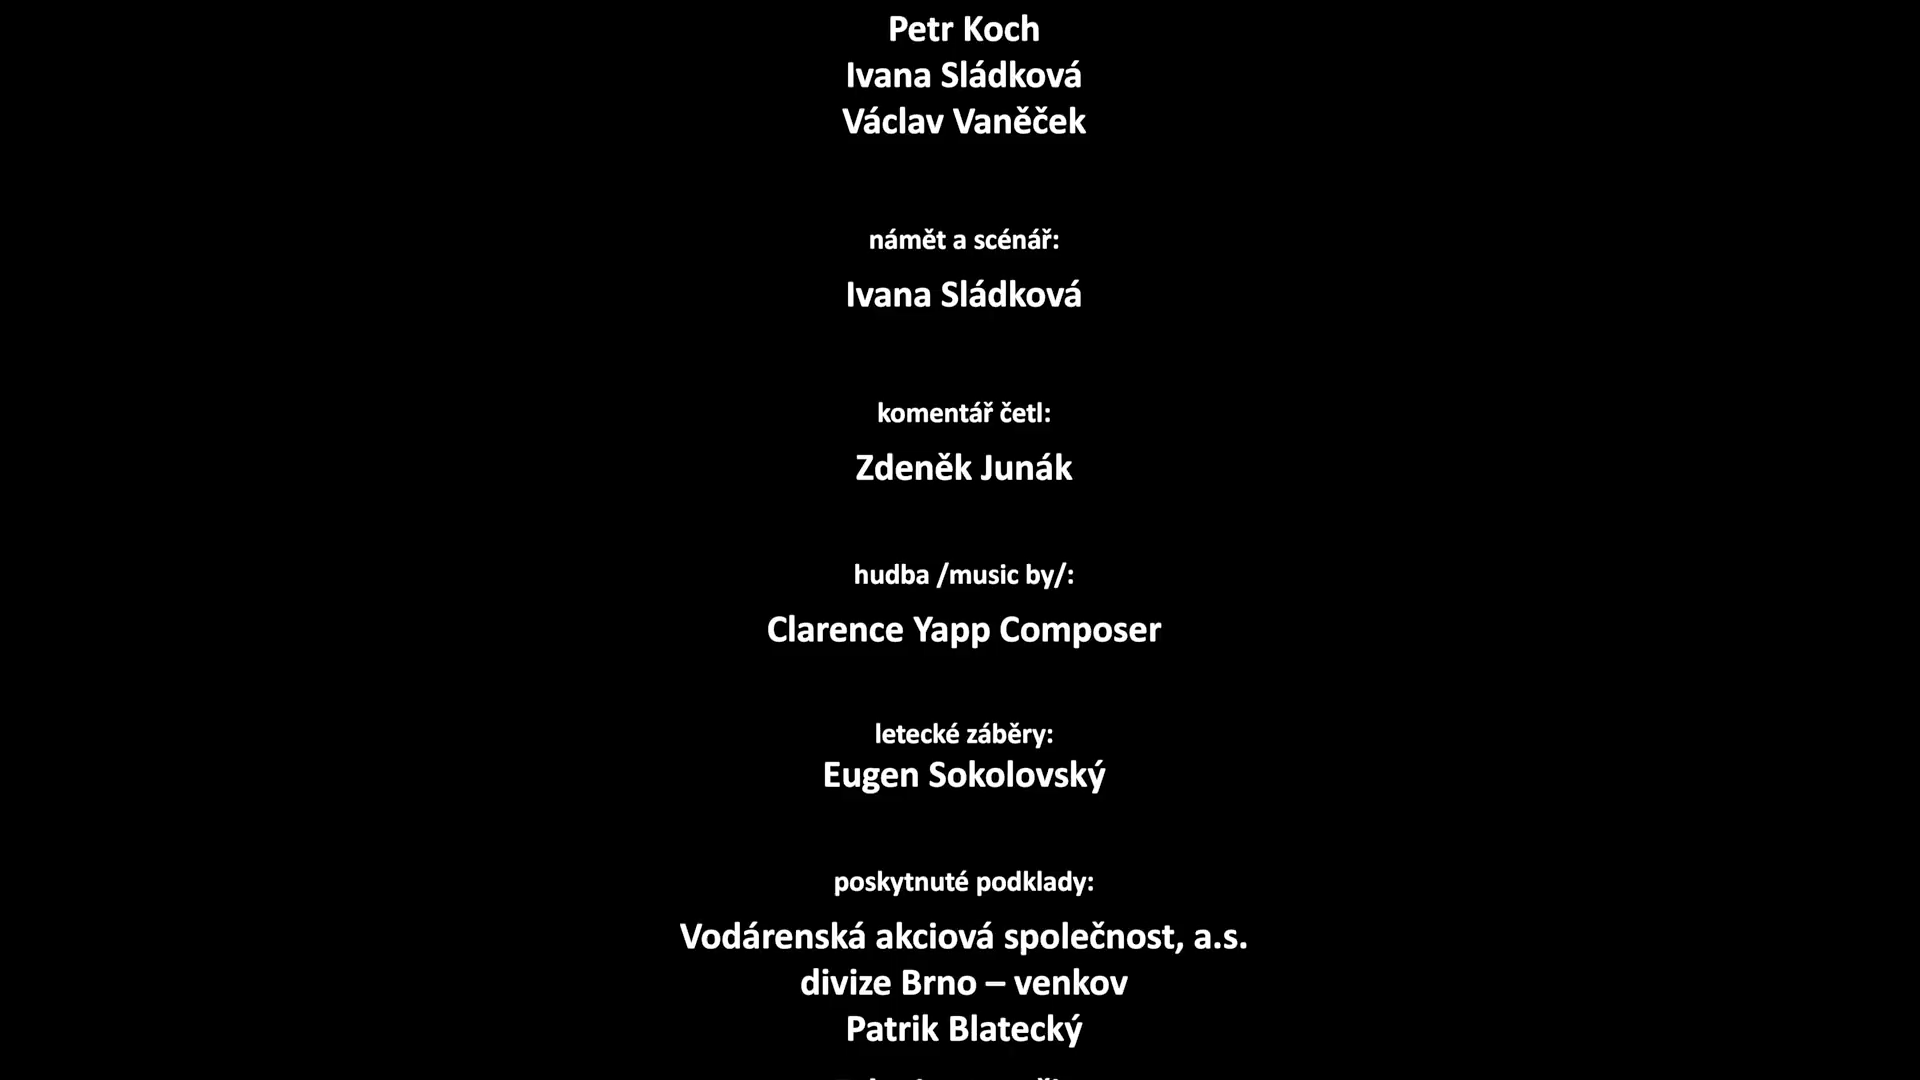 Petr Koch
Ivana Sládková
Václav Vaněček
námět a scénář:
Ivana Sládková
komentář četl:
Zdeněk Junák
hudba /music by/:
Clarence Yapp Composer
letecké záběry:
Eugen Sokolovský
poskytnuté podklady:
Vodárenská akciová společnost, a.s.
divize Brno – venkov
Patrik Blatecký